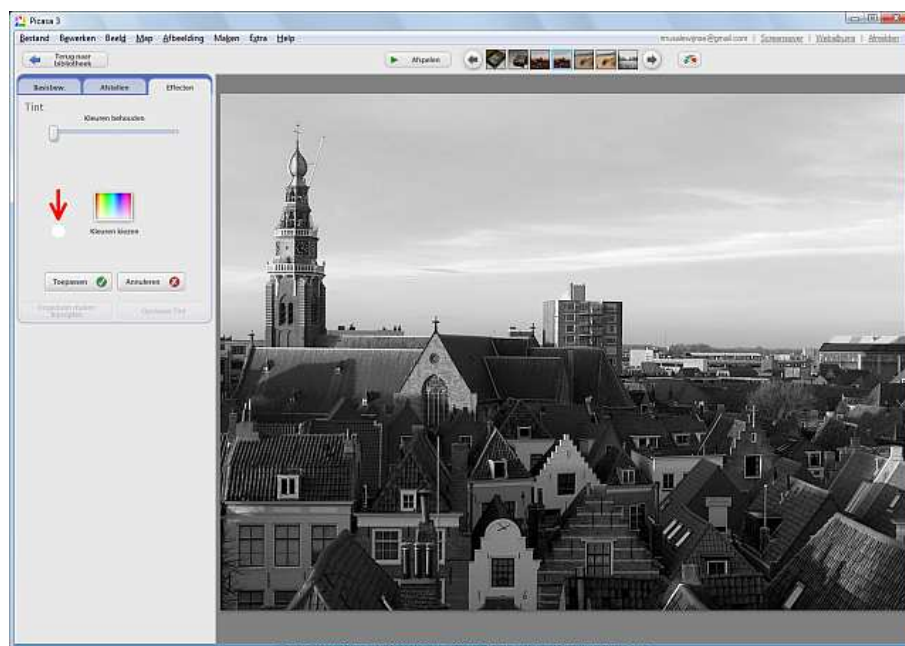 Picasa 3
Bestand Bewerken Beeld Map Afbeelding Maken Extra Help
Screensaver | Webalbums | Afmelden
Terug naar
bibliotheek
Afspelen
Basisbew. Afstellen Effecten
Tint
Kleuren behouden
Kleuren kiezen
Toepassen Annuleren